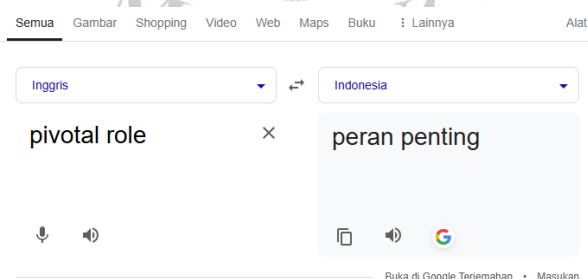 Semua Gambar Shopping Video Web Maps Buku Lainnya Alat
Inggris Indonesia
pivotal role peran penting
Buka di Google Terjemahan • Masukan